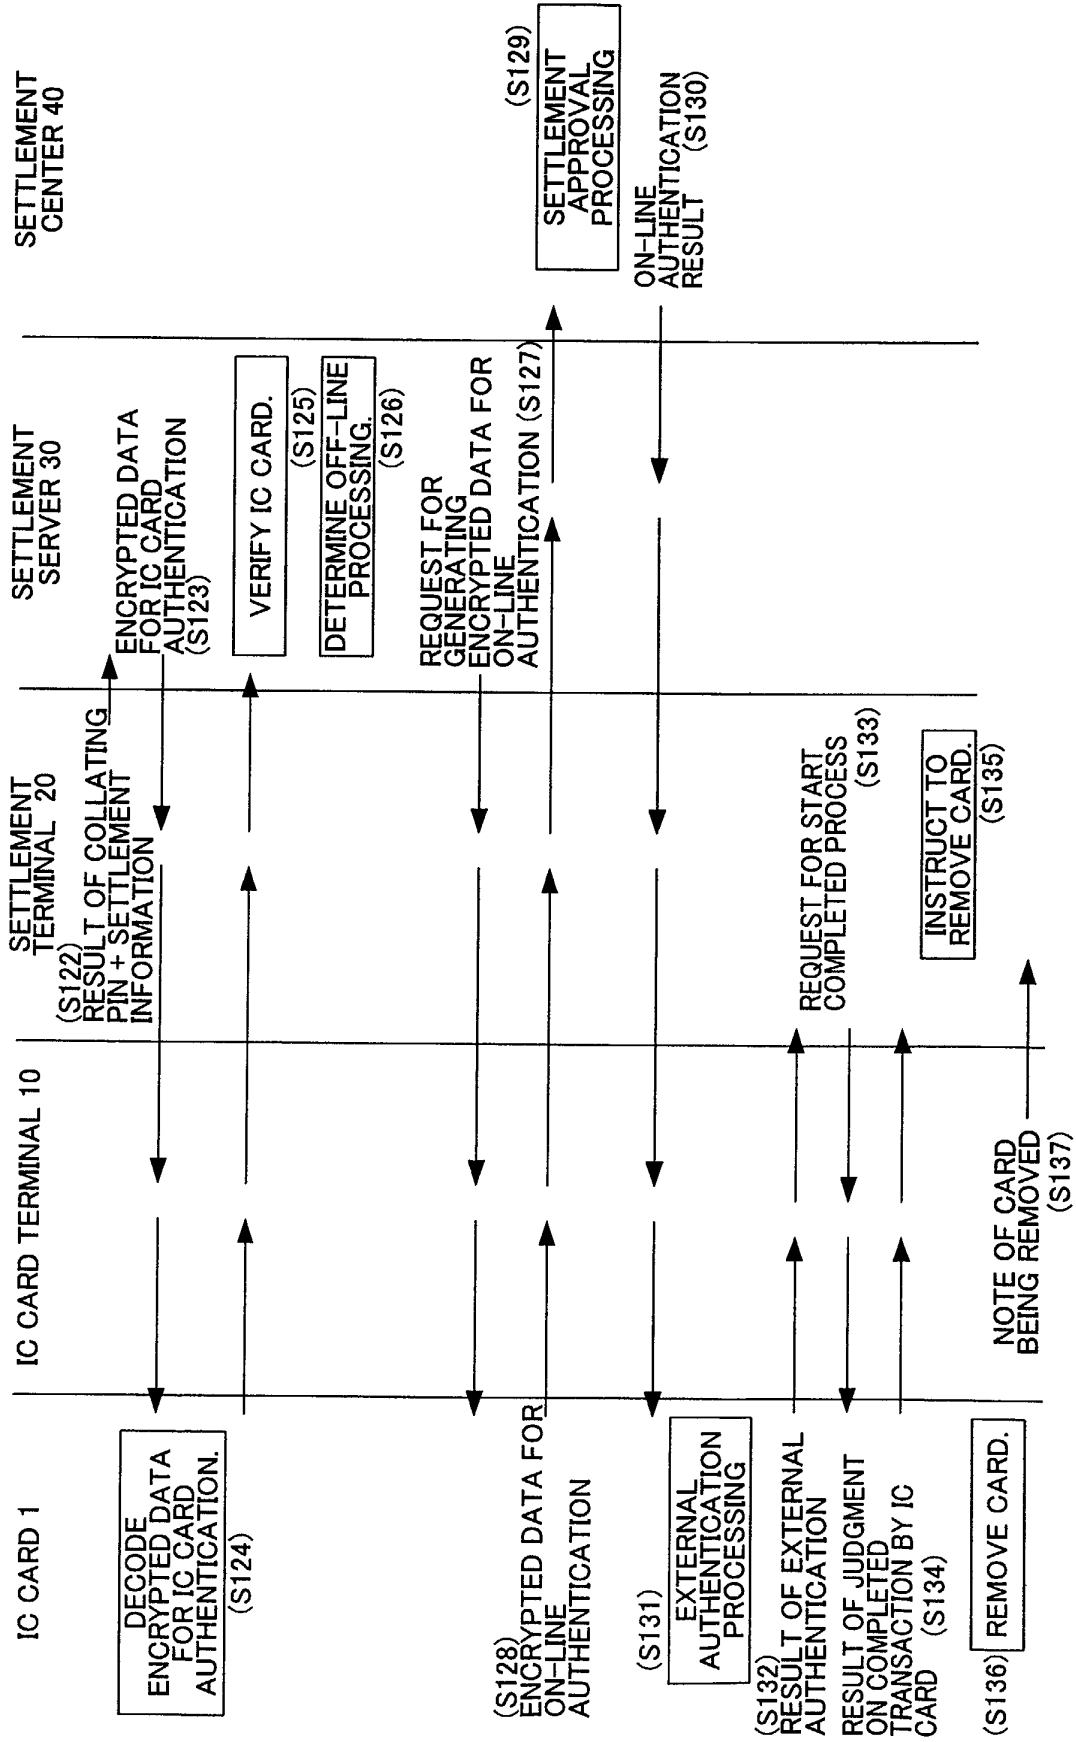 IC CARD 1
IC CARD TERMINAL 10
SETTLEMENT
TERMINAL 20
SETTLEMENT
SERVER 30
SETTLEMENT
CENTER 40
(S122)
RESULT OF COLLATING
PIN + SETTLEMENT
INFORMATION
ENCRYPTED DATA
FOR IC CARD
AUTHENTICATION
(S123)
DECODE
ENCRYPTED DATA
FOR IC CARD
AUTHENTICATION.
(S124)
VERIFY IC CARD.
(S125)
DETERMINE OFF-LINE
PROCESSING.
(S126)
REQUEST FOR
GENERATING
ENCRYPTED DATA FOR
ON-LINE
AUTHENTICATION (S127)
(S128)
ENCRYPTED DATA FOR
ON-LINE
AUTHENTICATION
(S129)
SETTLEMENT
APPROVAL
PROCESSING
ON-LINE
AUTHENTICATION
RESULT (S130)
(S131)
EXTERNAL
AUTHENTICATION
PROCESSING
(S132)
RESULT OF EXTERNAL
AUTHENTICATION
REQUEST FOR START
COMPLETED PROCESS
(S133)
RESULT OF JUDGMENT
ON COMPLETED
TRANSACTION BY IC
CARD (S134)
INSTRUCT TO
REMOVE CARD.
(S135)
(S136)
REMOVE CARD.
NOTE OF CARD
BEING REMOVED
(S137)